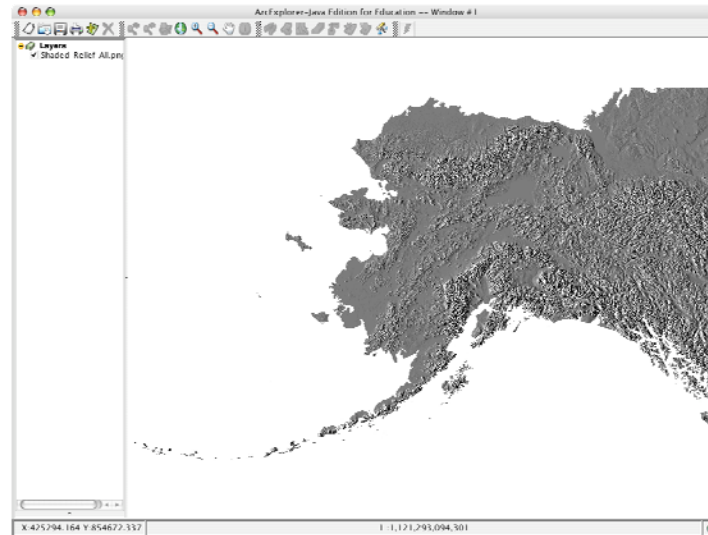 ArcExplorer-Java Edition for Education -- Window #1
Layers
Shaded Relief All.png
X:425294.164 Y:854672.337
1:1,121,293,094,301